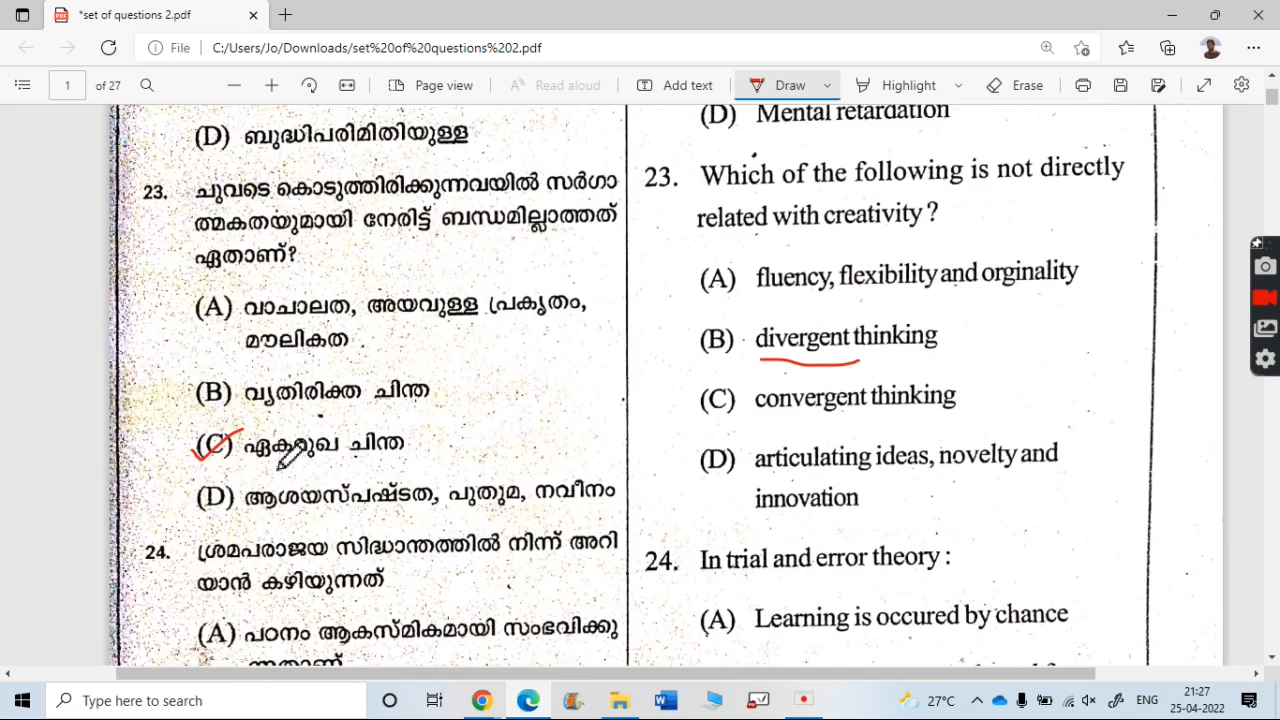 *set of questions 2.pdf
File
C:/Users/Jo/Downloads/set%20of%20questions%202.pdf
1 of 27
Page view
Read aloud
Add text
Draw
Highlight
Erase
(D) ബുദ്ധിപരിമിതിയുള്ള
23. ചുവടെ കൊടുത്തിരിക്കുന്നവയിൽ സർഗാ
ത്മകതയുമായി നേരിട്ട് ബന്ധമില്ലാത്തത്
ഏതാണ്?
(A) വാചാലത, അയവുള്ള പ്രകൃതം,
മൗലികത
(B) വ്യതിരിക്ത ചിന്ത
(C) ഏകമുഖ ചിന്ത
(D) ആശയസ്പഷ്ടത, പുതുമ, നവീനം
24. ശ്രമപരാജയ സിദ്ധാന്തത്തിൽ നിന്ന് അറി
യാൻ കഴിയുന്നത്
(A) പഠനം ആകസ്മികമായി സംഭവിക്കു
ന്നതാണ്
(D) Mental retardation
23. Which of the following is not directly
related with creativity?
(A) fluency, flexibility and orginality
(B) divergent thinking
(C) convergent thinking
(D) articulating ideas, novelty and
innovation
24. In trial and error theory :
(A) Learning is occured by chance
Type here to search
27°C
ENG
21:27
25-04-2022